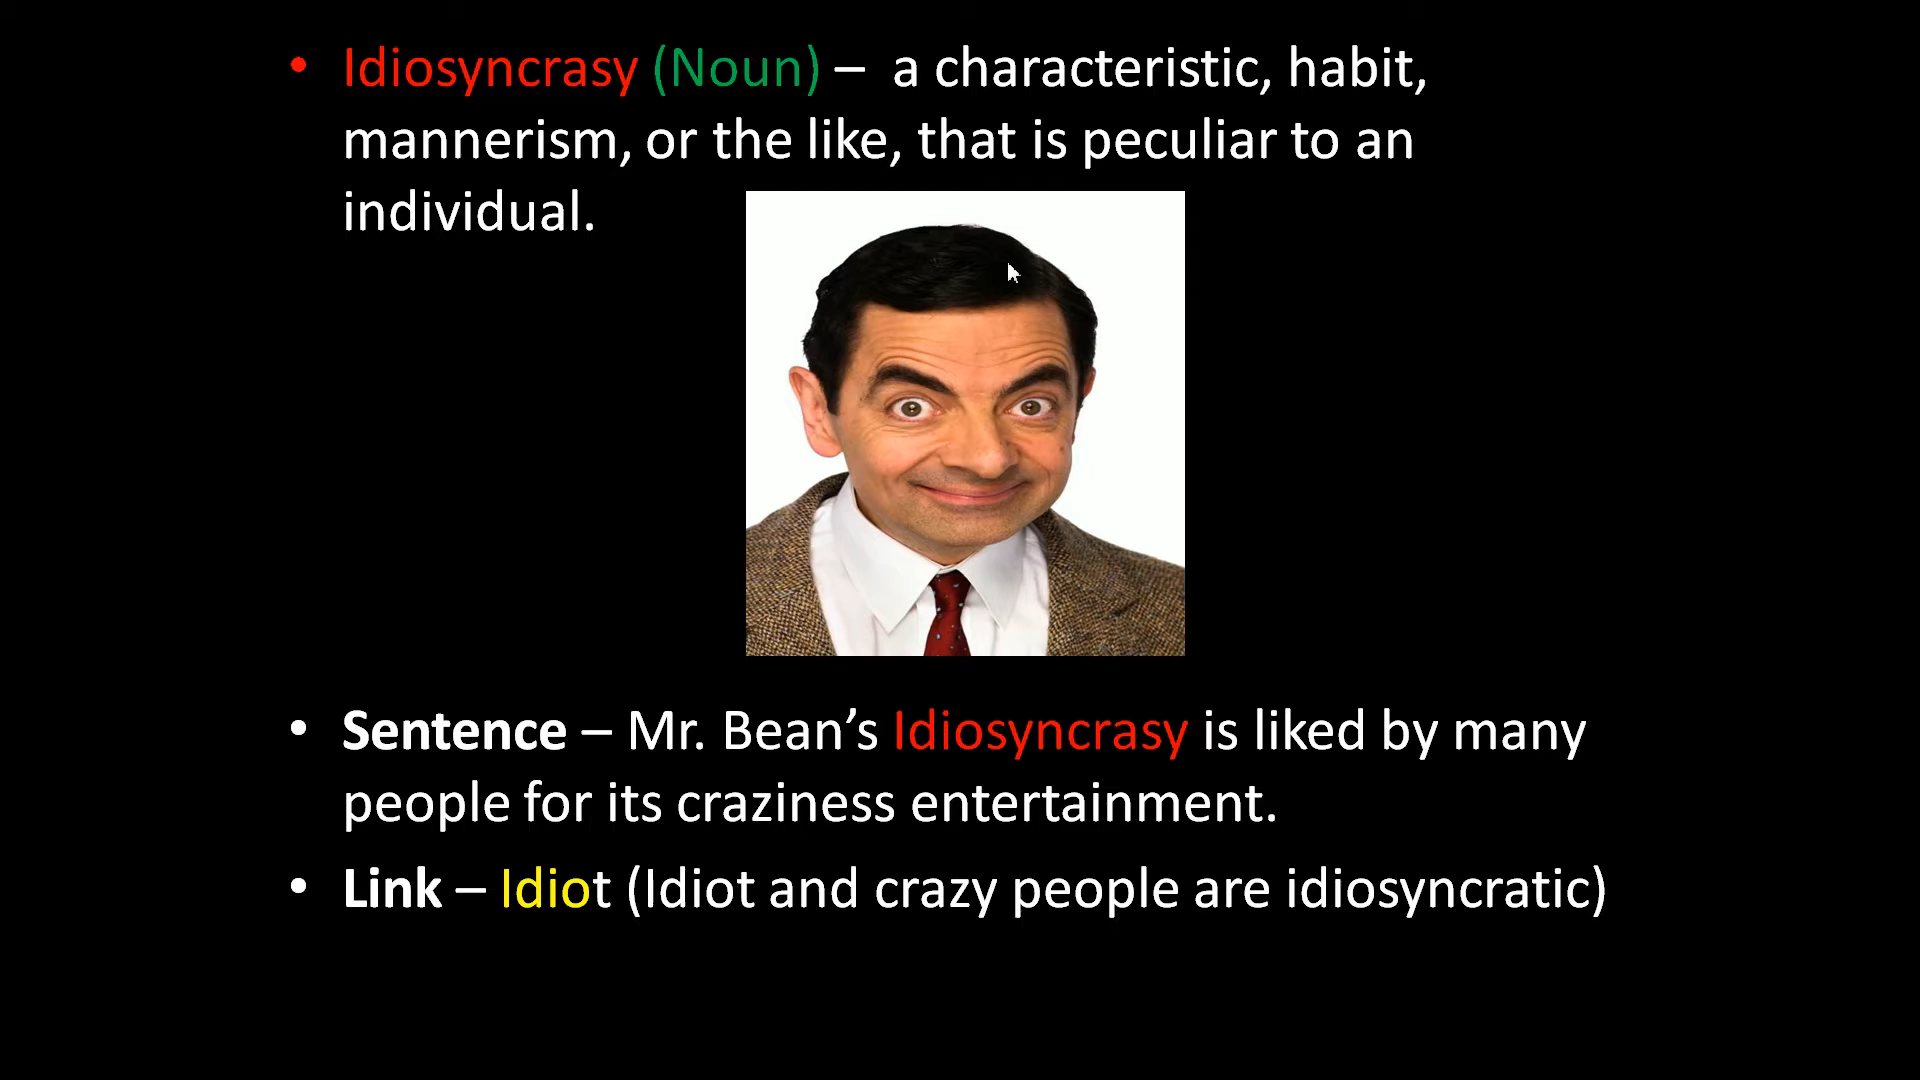 • Idiosyncrasy (Noun) – a characteristic, habit,
mannerism, or the like, that is peculiar to an
individual.
• Sentence – Mr. Bean’s Idiosyncrasy is liked by many
people for its craziness entertainment.
• Link – Idiot (Idiot and crazy people are idiosyncratic)